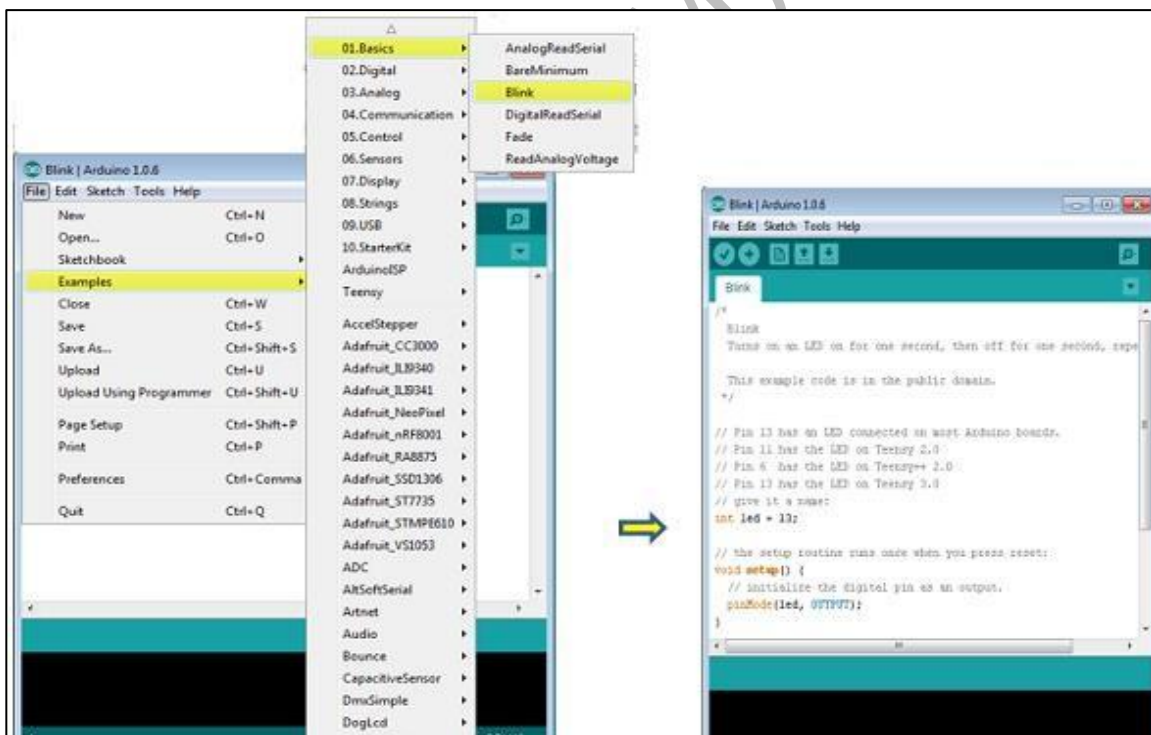 01.Basics
02.Digital
03.Analog
04.Communication
05.Control
06.Sensors
07.Display
08.Strings
09.USB
10.StarterKit
ArduinoISP
Teensy
AccelStepper
Adafruit_CC3000
Adafruit_ILI9340
Adafruit_ILI9341
Adafruit_NeoPixel
Adafruit_nRF8001
Adafruit_RA8875
Adafruit_SSD1306
Adafruit_ST7735
Adafruit_STMPE610
Adafruit_VS1053
ADC
AltSoftSerial
Artnet
Audio
Bounce
CapacitiveSensor
DmxSimple
DogLcd
AnalogReadSerial
BareMinimum
Blink
DigitalReadSerial
Fade
ReadAnalogVoltage
Blink | Arduino 1.0.6
File Edit Sketch Tools Help
New Ctrl+N
Open... Ctrl+O
Sketchbook
Examples
Close Ctrl+W
Save Ctrl+S
Save As... Ctrl+Shift+S
Upload Ctrl+U
Upload Using Programmer Ctrl+Shift+U
Page Setup Ctrl+Shift+P
Print Ctrl+P
Preferences Ctrl+Comma
Quit Ctrl+Q
Blink | Arduino 1.0.6
File Edit Sketch Tools Help
Blink
/*
Blink
Turns on an LED on for one second, then off for one second, repe
This example code is in the public domain.
*/
// Pin 13 has an LED connected on most Arduino boards.
// Pin 11 has the LED on Teensy 2.0
// Pin 6 has the LED on Teensy++ 2.0
// Pin 13 has the LED on Teensy 3.0
// give it a name:
int led = 13;
// the setup routine runs once when you press reset:
void setup() {
// initialize the digital pin as an output.
pinMode(led, OUTPUT);
}